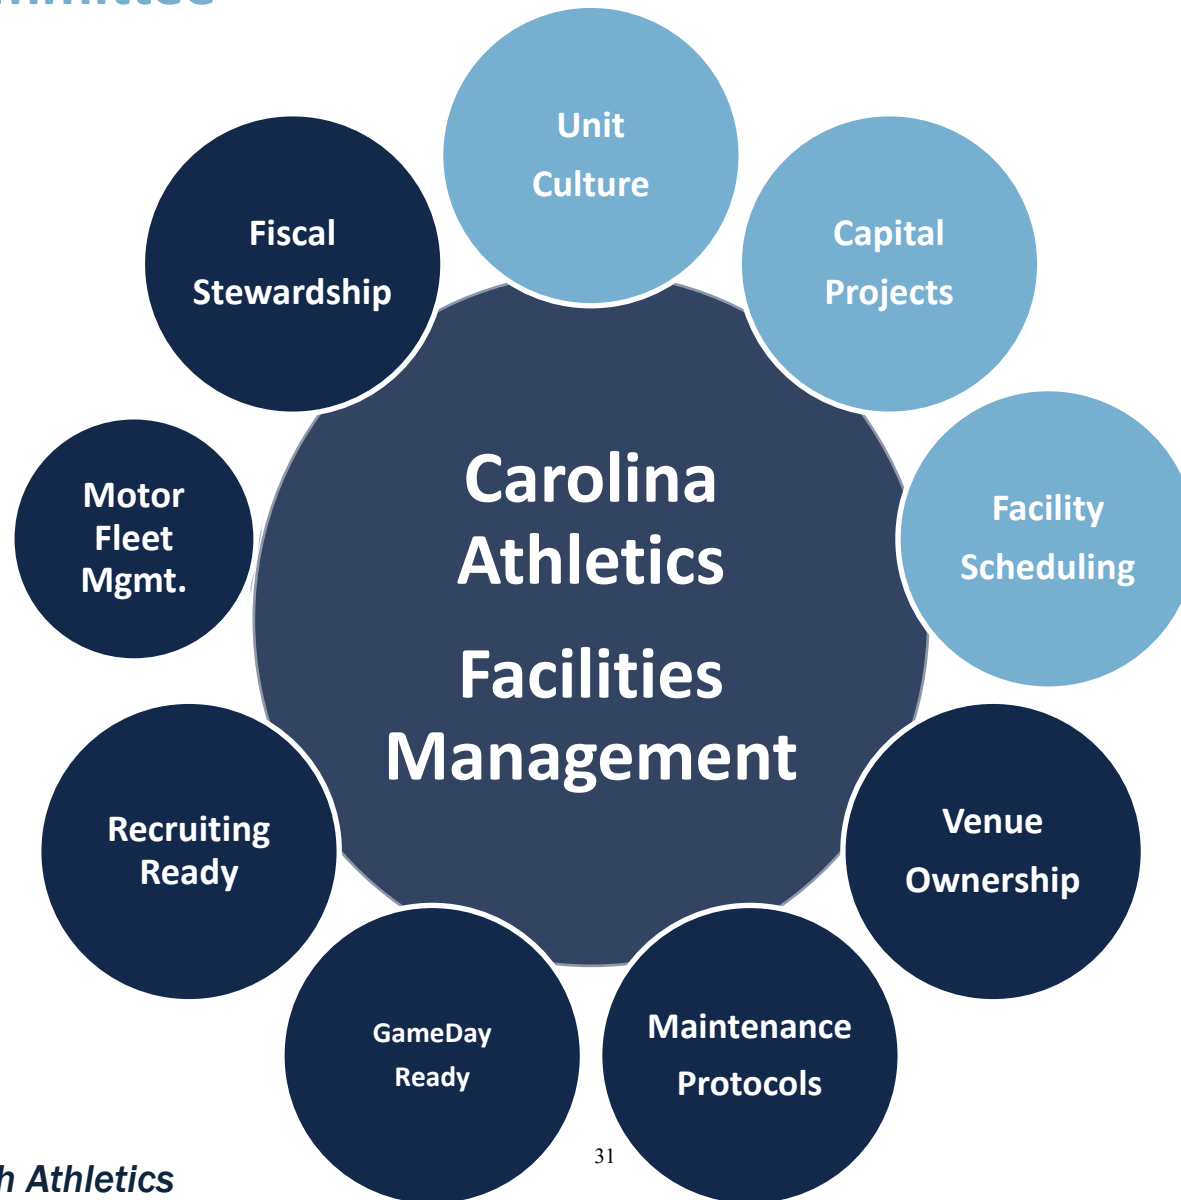 Unit
Culture
Fiscal
Stewardship
Capital
Projects
Motor
Fleet
Mgmt.
Carolina
Athletics
Facilities
Management
Facility
Scheduling
Recruiting
Ready
Venue
Ownership
GameDay
Ready
Maintenance
Protocols
31
Athletics